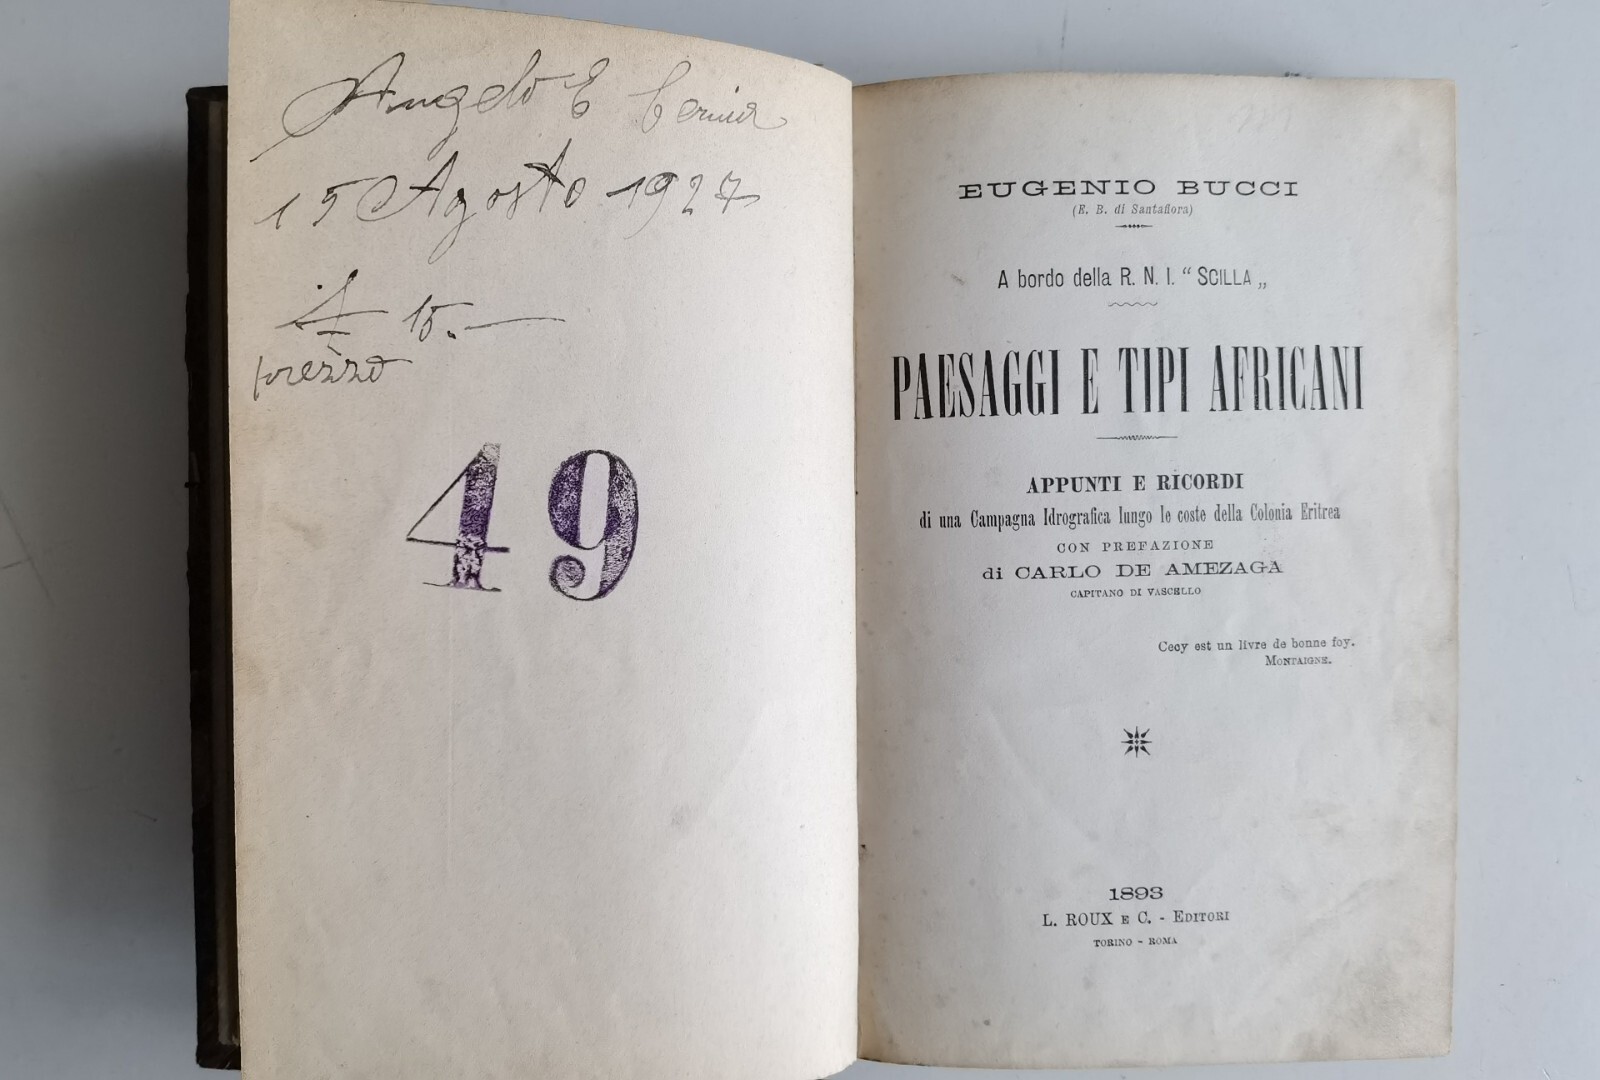 Angelo E
15 Agosto 1927
£ 15.—
prezzo
49
EUGENIO BUCCI
(E. B. di Santaflora)
A bordo della R. N. I. “ SCILLA „
PAESAGGI E TIPI AFRICANI
APPUNTI E RICORDI
di una Campagna Idrografica lungo le coste della Colonia Eritrea
CON PREFAZIONE
di CARLO DE AMEZAGA
CAPITANO DI VASCELLO
Cecy est un livre de bonne foy.
MONTAIGNE.
1893
L. ROUX E C. - EDITORI
TORINO - ROMA